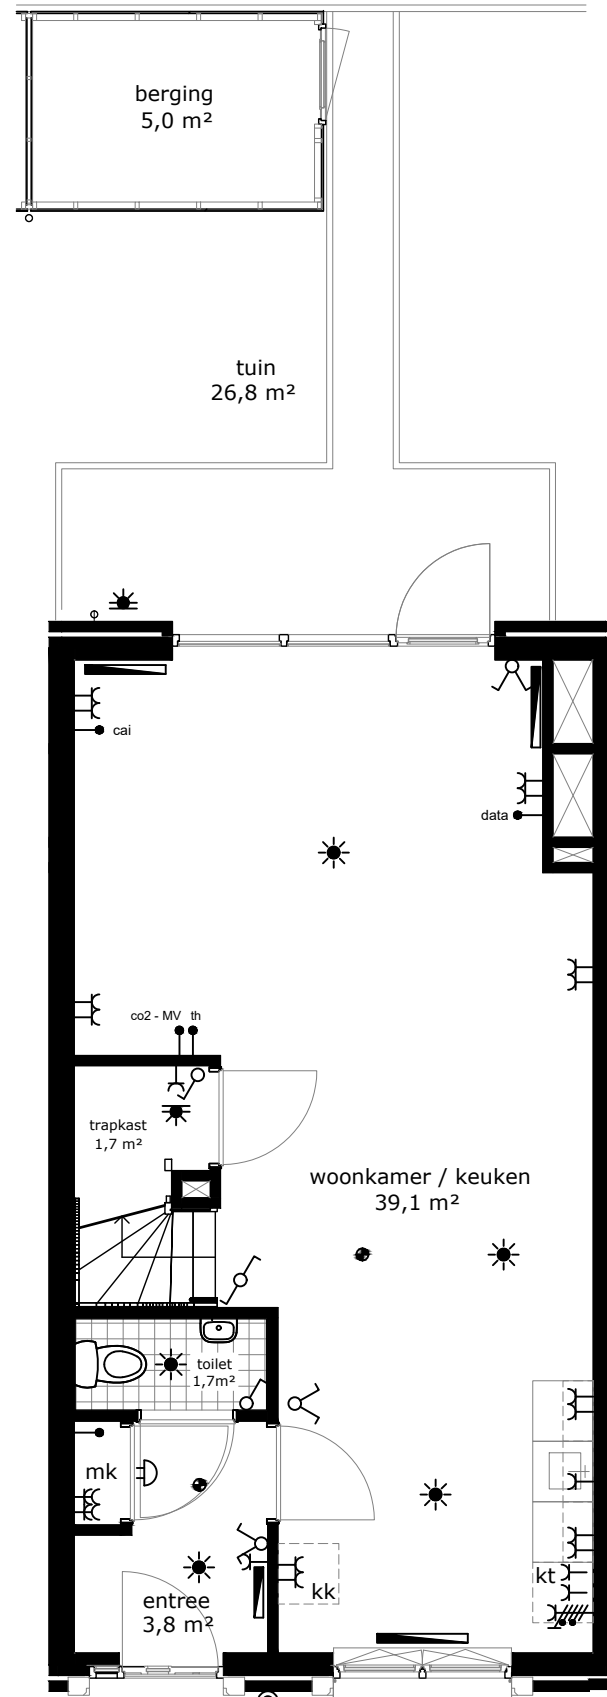 berging
5,0 m²
tuin
26,8 m²
cai
data
co2 - MV th
trapkast
1,7 m²
woonkamer / keuken
39,1 m²
toilet
1,7m²
mk
kt
kk
entree
3,8 m²